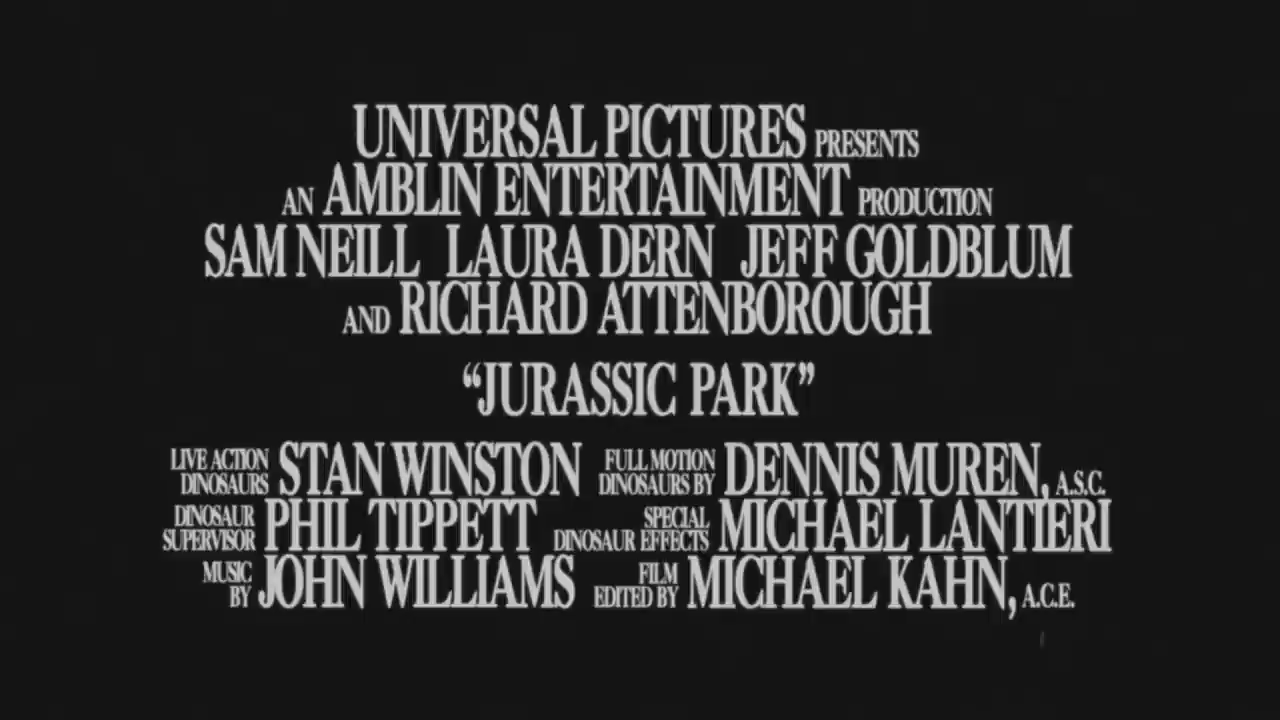 UNIVERSAL PICTURES PRESENTS
AN AMBLIN ENTERTAINMENT PRODUCTION
SAM NEILL LAURA DERN JEFF GOLDBLUM
AND RICHARD ATTENBOROUGH
“JURASSIC PARK”
LIVE ACTION DINOSAURS STAN WINSTON FULL MOTION DINOSAURS BY DENNIS MUREN, A.S.C.
DINOSAUR SUPERVISOR PHIL TIPPETT SPECIAL DINOSAUR EFFECTS MICHAEL LANTIERI
MUSIC BY JOHN WILLIAMS FILM EDITED BY MICHAEL KAHN, A.C.E.